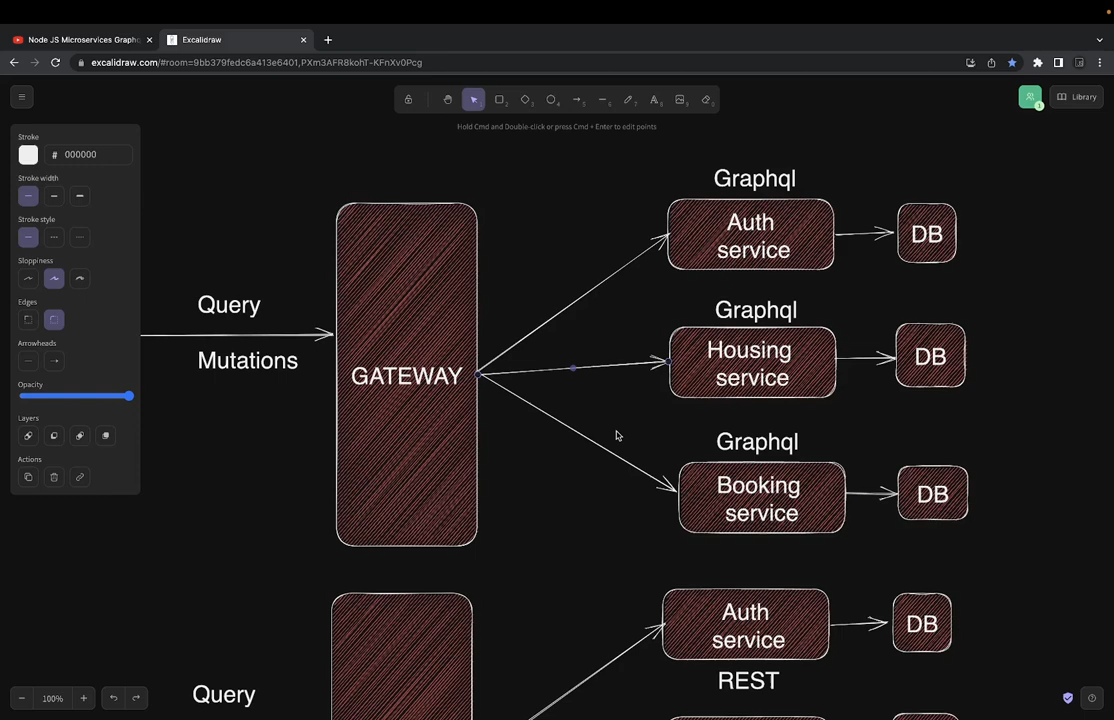 Node JS Microservices Graphq
Excalidraw
excalidraw.com/#room=9bb379fedc6a413e6401,PXm3AFR8kohT-KFnXv0Pcg
Library
Hold Cmd and Double-click or press Cmd + Enter to edit points
Stroke
# 000000
Stroke width
Stroke style
Sloppiness
Edges
Arrowheads
Opacity
Layers
Actions
Query
Mutations
GATEWAY
Graphql
Auth
service
DB
Graphql
Housing
service
DB
Graphql
Booking
service
DB
Auth
service
DB
REST
Query
100%